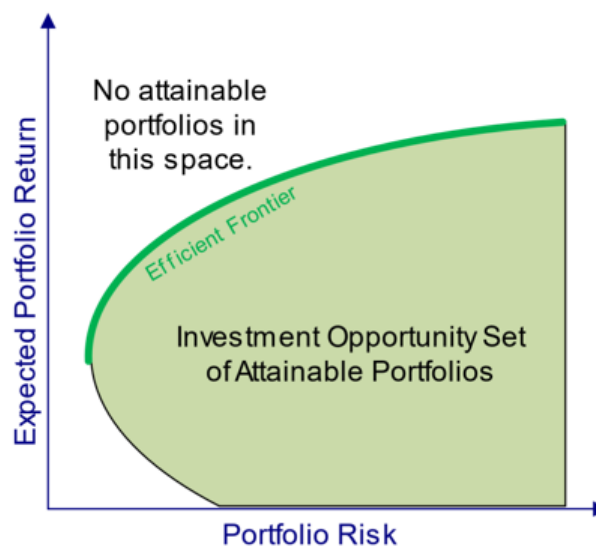 No attainable
portfolios in
this space.
Efficient Frontier
Investment Opportunity Set
of Attainable Portfolios
Expected Portfolio Return
Portfolio Risk